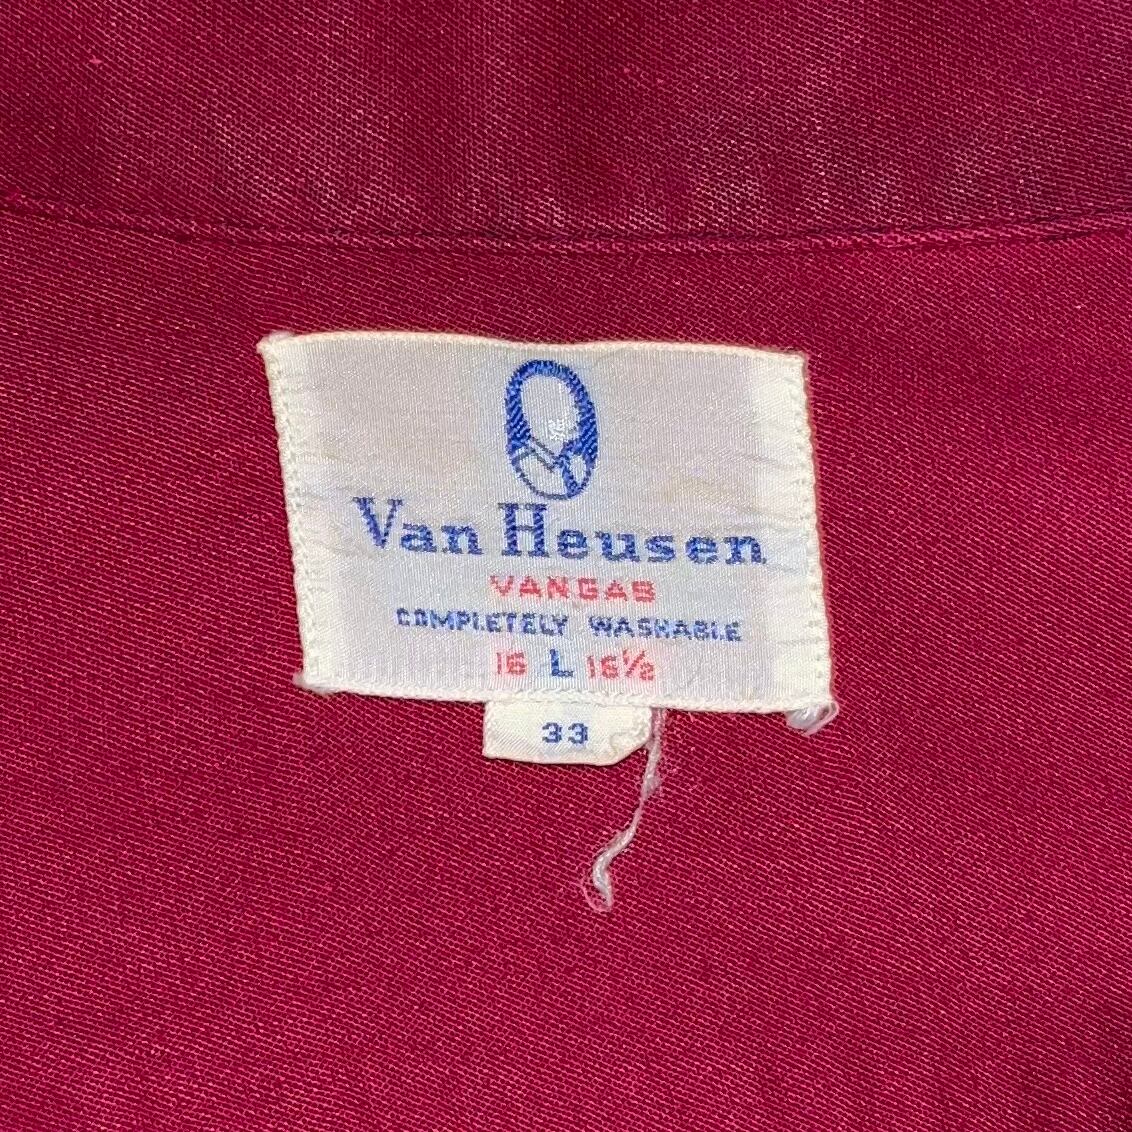 Van Heusen
VANGAB
COMPLETELY WASHABLE
16 L 16½
33